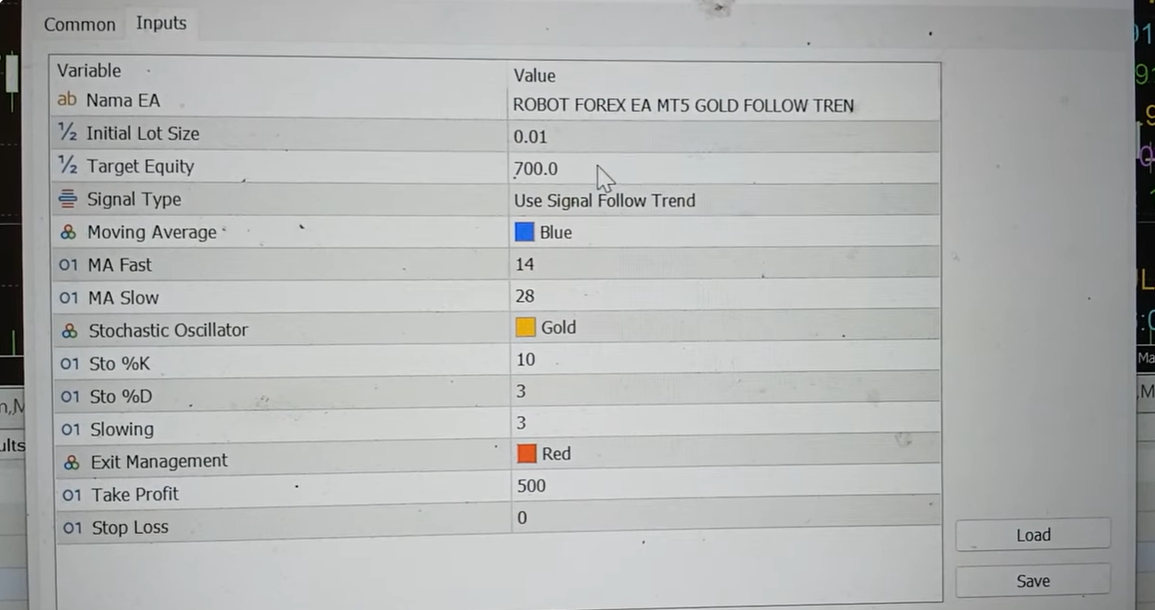 Common Inputs
Variable Value
ab Nama EA ROBOT FOREX EA MT5 GOLD FOLLOW TREN
½ Initial Lot Size 0.01
½ Target Equity 700.0
Signal Type Use Signal Follow Trend
Moving Average Blue
01 MA Fast 14
01 MA Slow 28
Stochastic Oscillator Gold
01 Sto %K 10
01 Sto %D 3
01 Slowing 3
Exit Management Red
01 Take Profit 500
01 Stop Loss 0
Load
Save